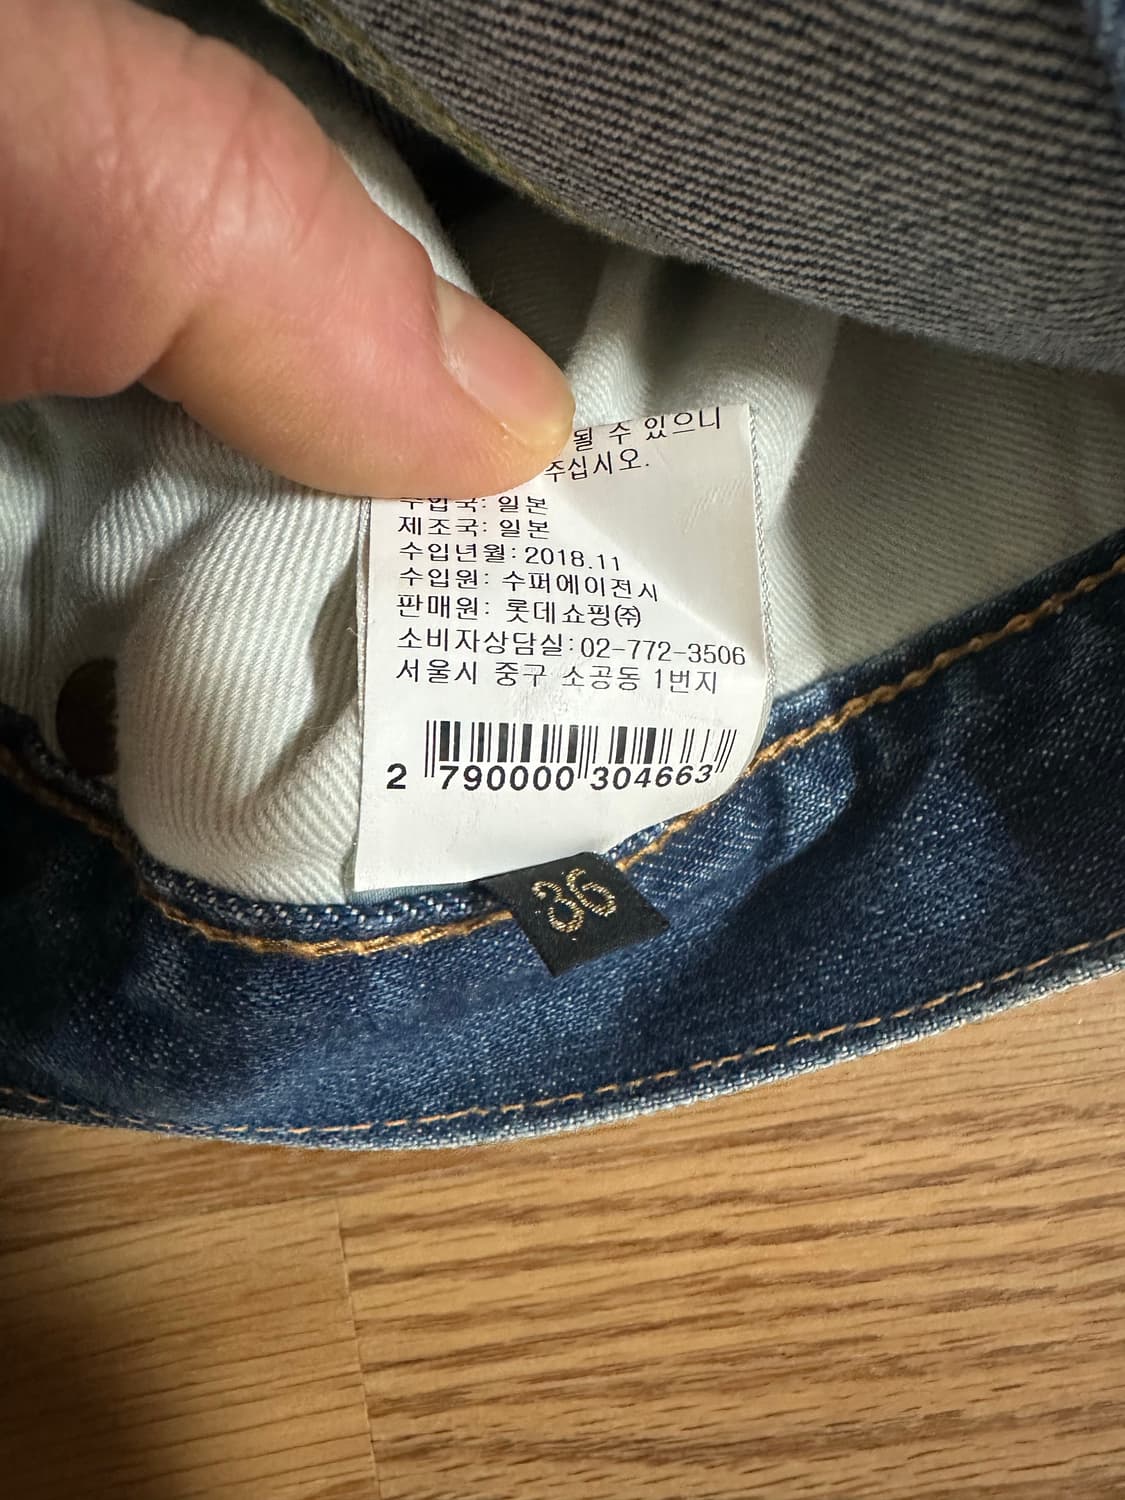 될 수 있으니
주십시오.
수입국: 일본
제조국: 일본
수입년월: 2018.11
수입원: 수퍼에이전시
판매원: 롯데쇼핑㈜
소비자상담실: 02-772-3506
서울시 중구 소공동 1번지
2 790000 304663
36